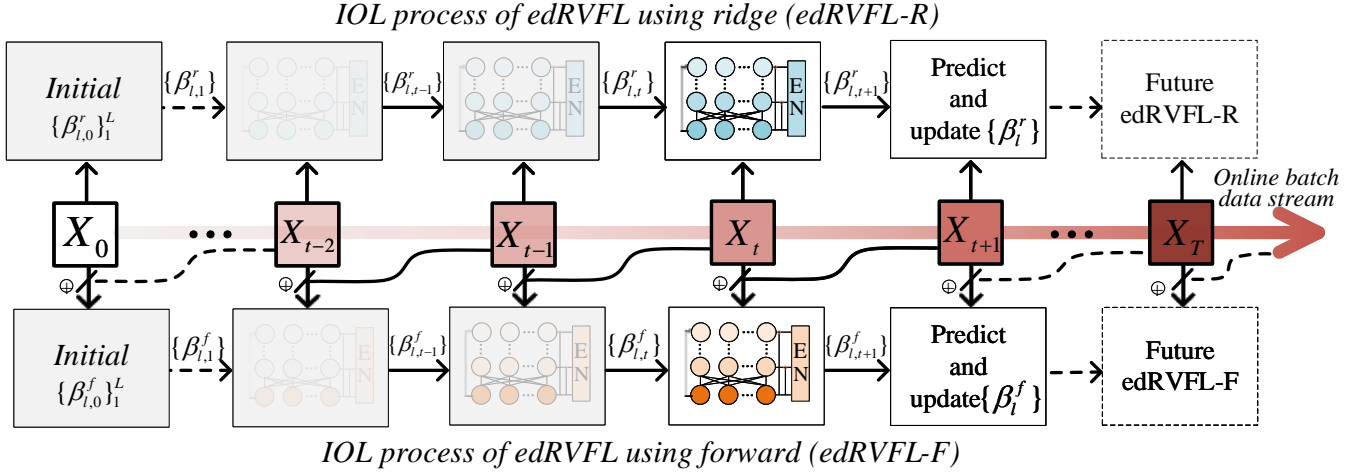 IOL process of edRVFL using ridge (edRVFL-R)
Initial
{β^r_{l,0}}^L_1
{β^r_{l,1}}
{β^r_{l,t−1}}
E
N
{β^r_{l,t}}
E
N
{β^r_{l,t+1}}
E
N
Predict
and
update {β^r_l}
Future
edRVFL-R
Online batch
data stream
X_0
•••
X_{t−2}
X_{t−1}
X_t
X_{t+1}
•••
X_T
⊕
⊕
⊕
⊕
⊕
⊕
Initial
{β^f_{l,0}}^L_1
{β^f_{l,1}}
{β^f_{l,t−1}}
E
N
{β^f_{l,t}}
E
N
{β^f_{l,t+1}}
E
N
Predict
and
update{β^f_l}
Future
edRVFL-F
IOL process of edRVFL using forward (edRVFL-F)